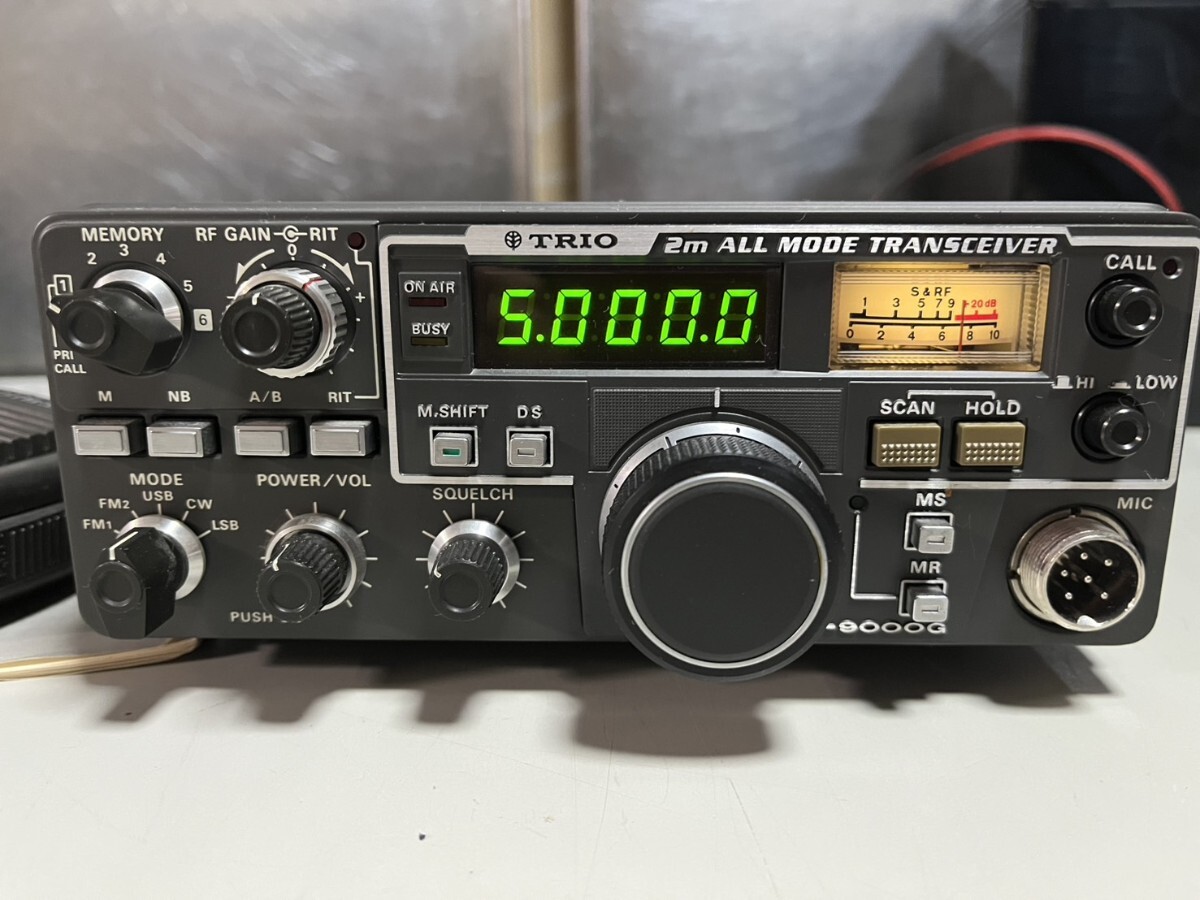 MEMORY
1 2 3 4 5 6
PRI
CALL
RF GAIN RIT
0
- +
TRIO
2m ALL MODE TRANSCEIVER
ON AIR
BUSY
5.000.0
S & RF
1 3 5 7 9 +20 dB
0 2 4 6 8 10
CALL
HI LOW
M NB A/B RIT
M.SHIFT DS
SCAN HOLD
MODE
FM1 FM2 USB CW LSB
POWER/VOL
PUSH
SQUELCH
MS
MR
MIC
-9000G